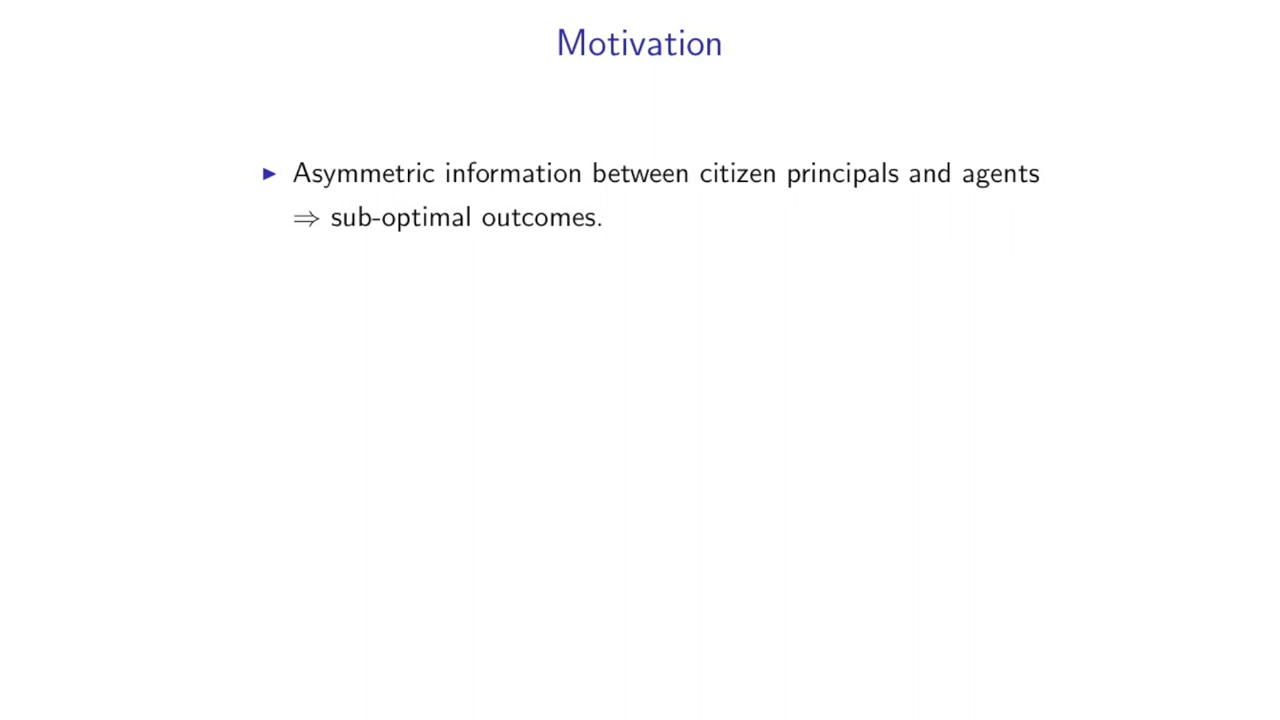 Motivation
▶ Asymmetric information between citizen principals and agents
⇒ sub-optimal outcomes.